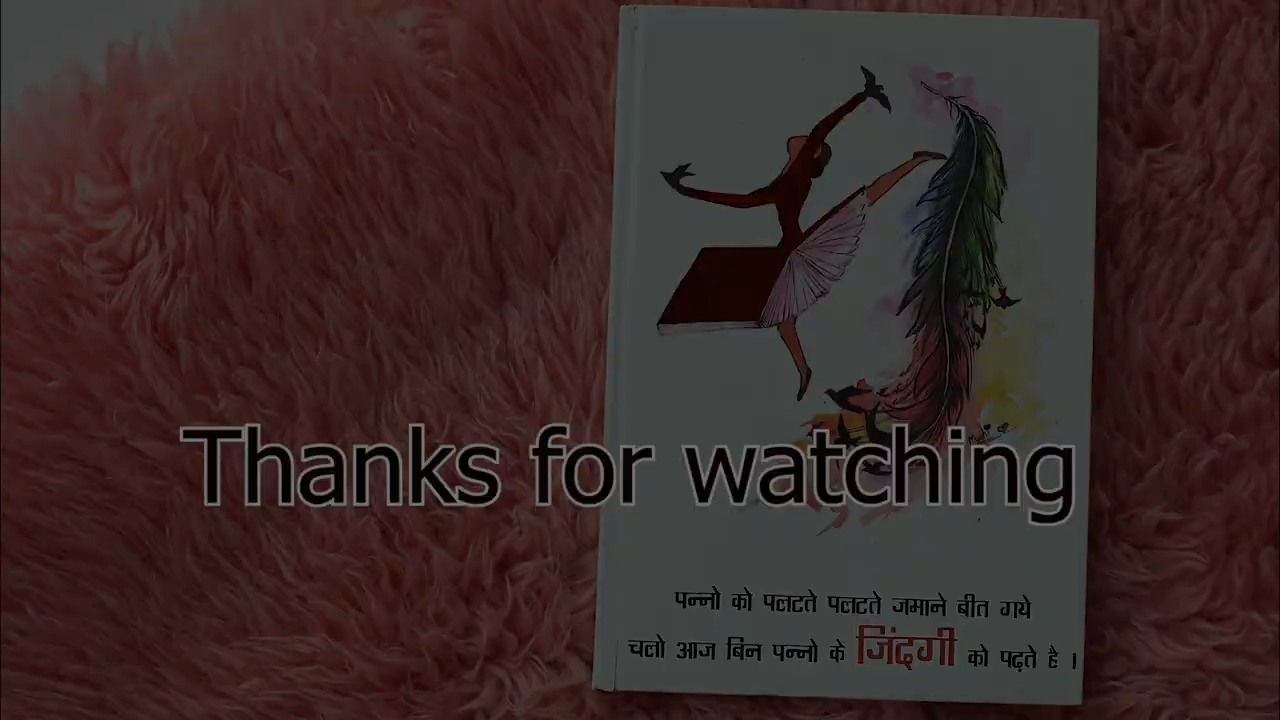 Thanks for watching
पन्नो को पलटते पलटते जमाने बीत गये
चलो आज बिन पन्नो के जिंदगी को पढ़ते है ।